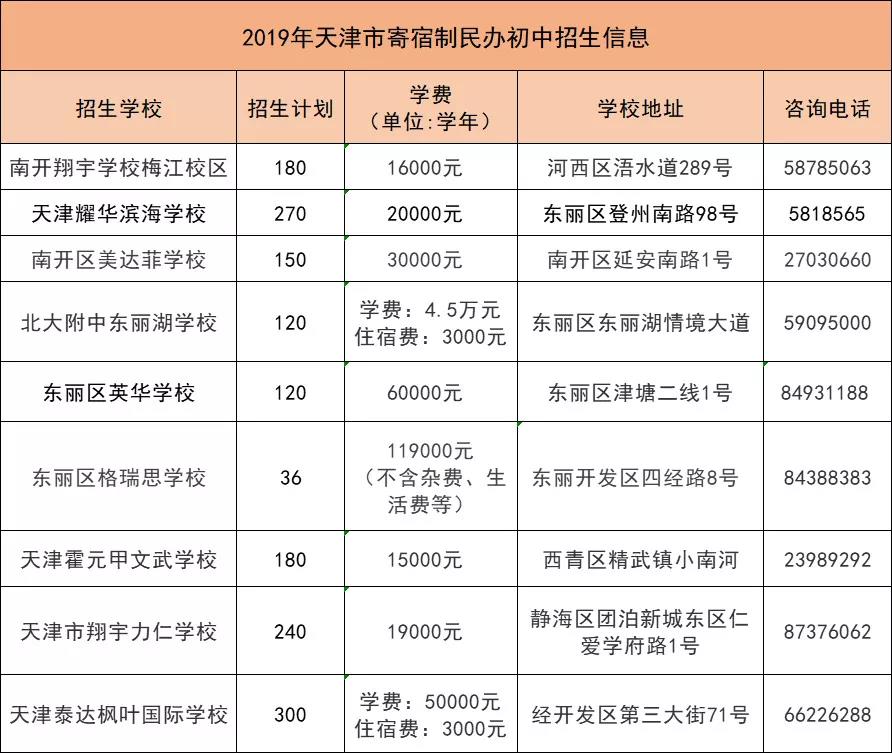 2019年天津市寄宿制民办初中招生信息
招生学校 招生计划 学费（单位:学年） 学校地址 咨询电话
南开翔宇学校梅江校区 180 16000元 河西区浯水道289号 58785063
天津耀华滨海学校 270 20000元 东丽区登州南路98号 5818565
南开区美达菲学校 150 30000元 南开区延安南路1号 27030660
北大附中东丽湖学校 120 学费：4.5万元 住宿费：3000元 东丽区东丽湖情境大道 59095000
东丽区英华学校 120 60000元 东丽区津塘二线1号 84931188
东丽区格瑞思学校 36 119000元（不含杂费、生活费等） 东丽开发区四经路8号 84388383
天津霍元甲文武学校 180 15000元 西青区精武镇小南河 23989292
天津市翔宇力仁学校 240 19000元 静海区团泊新城东区仁爱学府路1号 87376062
天津泰达枫叶国际学校 300 学费：50000元 住宿费：3000元 经开发区第三大街71号 66226288